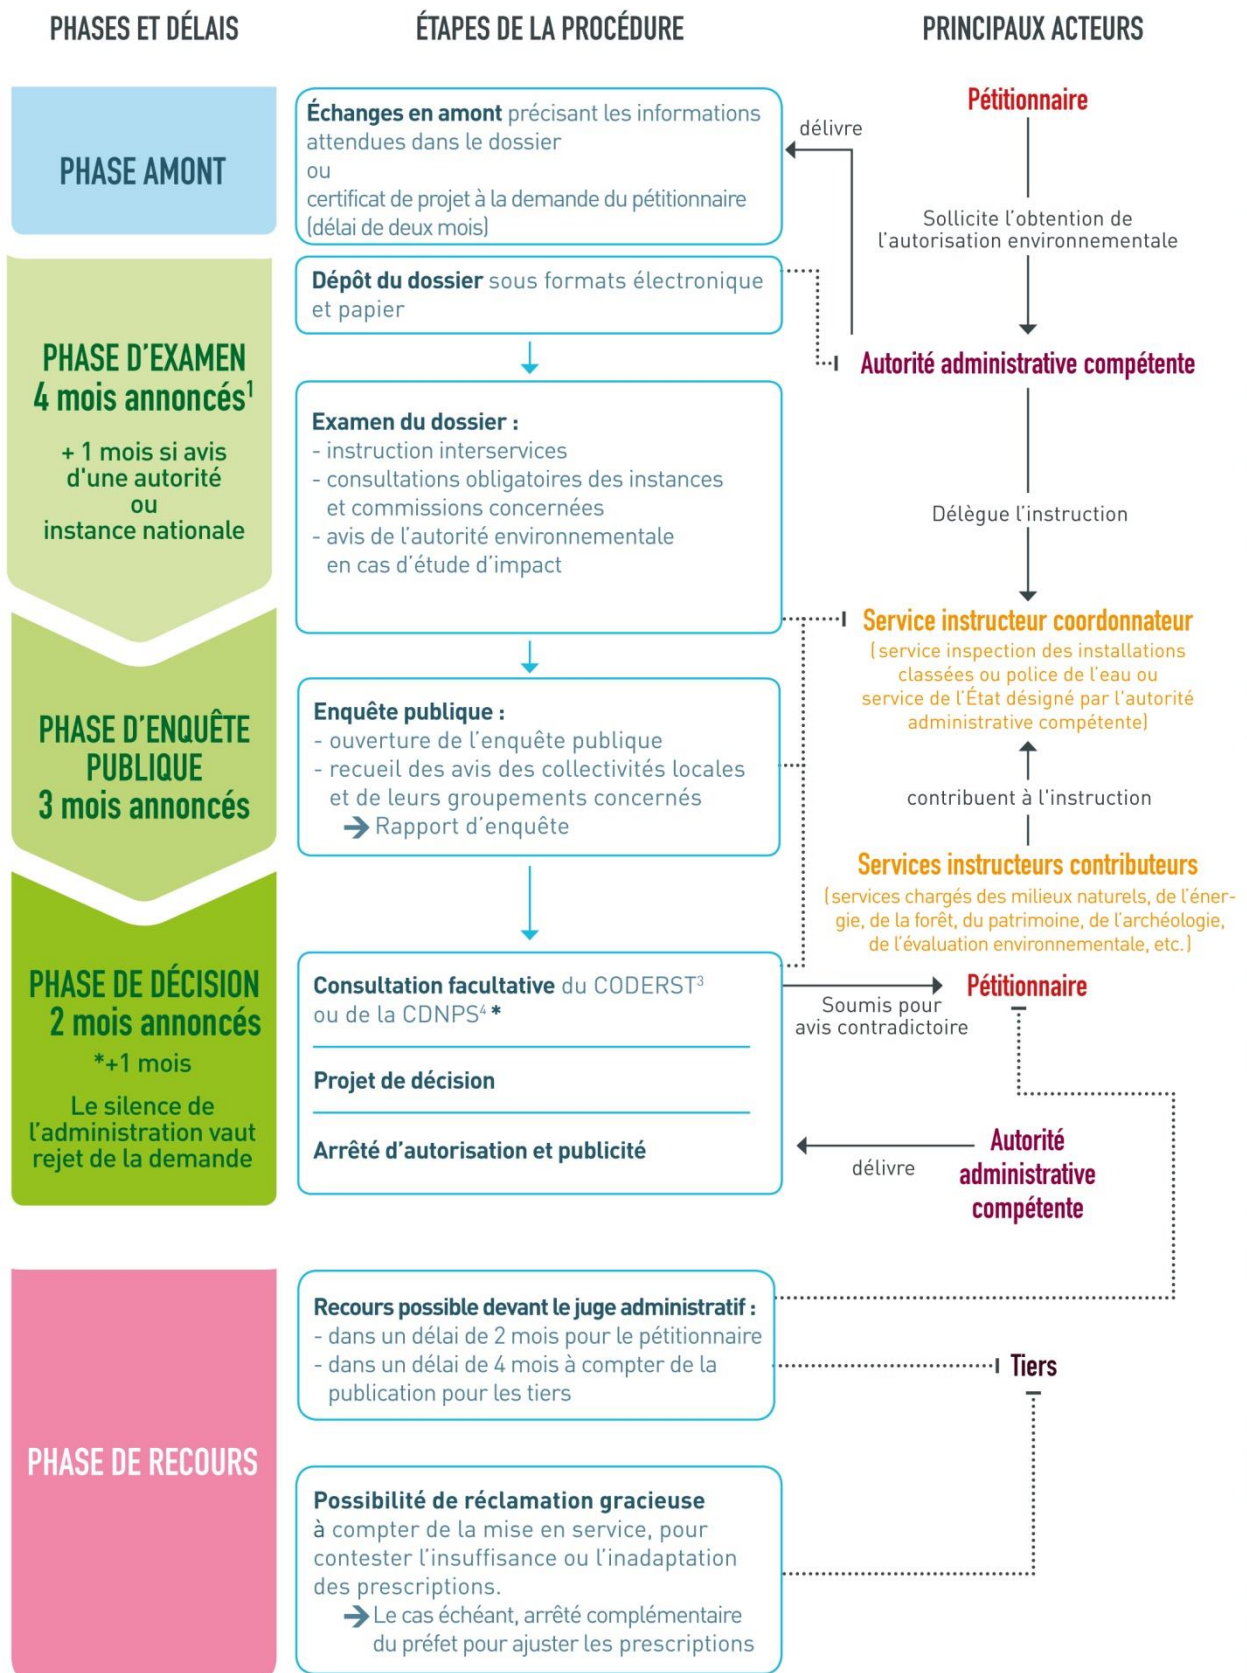 PHASES ET DÉLAIS
ÉTAPES DE LA PROCÉDURE
PRINCIPAUX ACTEURS
PHASE AMONT
Échanges en amont précisant les informations
attendues dans le dossier
ou
certificat de projet à la demande du pétitionnaire
(délai de deux mois)
délivre
Pétitionnaire
Sollicite l'obtention de
l'autorisation environnementale
PHASE D'EXAMEN
4 mois annoncés¹
+ 1 mois si avis
d'une autorité
ou
instance nationale
Dépôt du dossier sous formats électronique
et papier
Autorité administrative compétente
Examen du dossier :
- instruction interservices
- consultations obligatoires des instances
et commissions concernées
- avis de l'autorité environnementale
en cas d'étude d'impact
Délègue l'instruction
Service instructeur coordonnateur
(service inspection des installations
classées ou police de l'eau ou
service de l'État désigné par l'autorité
administrative compétente)
PHASE D'ENQUÊTE
PUBLIQUE
3 mois annoncés
Enquête publique :
- ouverture de l'enquête publique
- recueil des avis des collectivités locales
et de leurs groupements concernés
➔ Rapport d'enquête
contribuent à l'instruction
Services instructeurs contributeurs
(services chargés des milieux naturels, de l'éner-
gie, de la forêt, du patrimoine, de l'archéologie,
de l'évaluation environnementale, etc.)
PHASE DE DÉCISION
2 mois annoncés
*+1 mois
Le silence de
l'administration vaut
rejet de la demande
Consultation facultative du CODERST³
ou de la CDNPS⁴ *
Projet de décision
Arrêté d'autorisation et publicité
Soumis pour
avis contradictoire
Pétitionnaire
délivre
Autorité
administrative
compétente
PHASE DE RECOURS
Recours possible devant le juge administratif :
- dans un délai de 2 mois pour le pétitionnaire
- dans un délai de 4 mois à compter de la
publication pour les tiers
Tiers
Possibilité de réclamation gracieuse
à compter de la mise en service, pour
contester l'insuffisance ou l'inadaptation
des prescriptions.
➔ Le cas échéant, arrêté complémentaire
du préfet pour ajuster les prescriptions